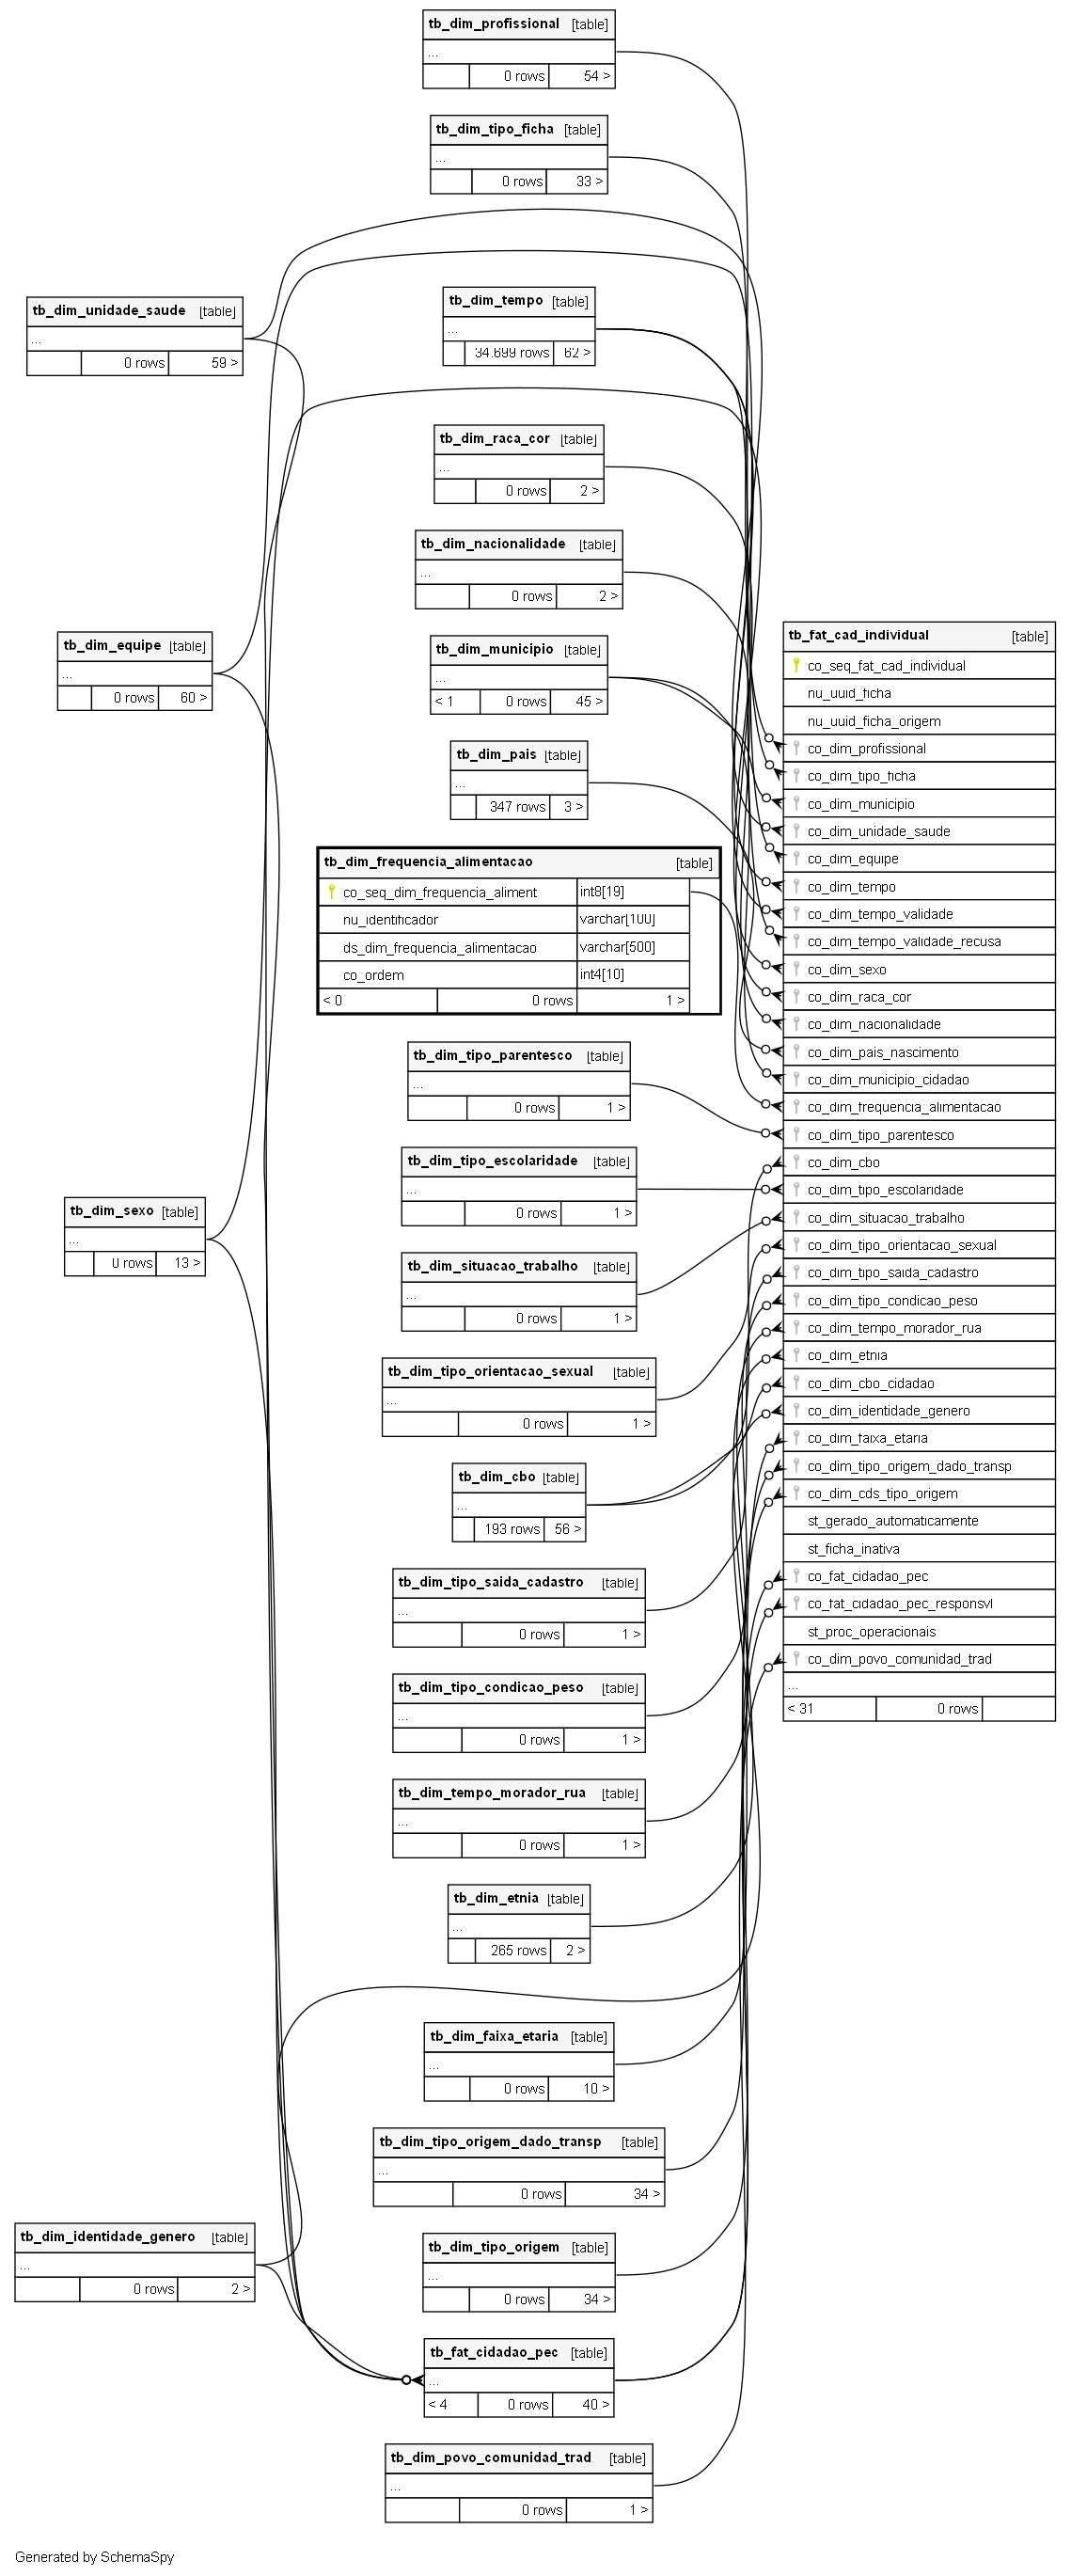 tb_dim_profissional [table]
...
0 rows 54 >
tb_dim_tipo_ficha [table]
...
0 rows 33 >
tb_dim_unidade_saude [table]
...
0 rows 59 >
tb_dim_tempo [table]
...
34.699 rows 62 >
tb_dim_raca_cor [table]
...
0 rows 2 >
tb_dim_nacionalidade [table]
...
0 rows 2 >
tb_dim_equipe [table]
...
0 rows 60 >
tb_dim_municipio [table]
...
< 1 0 rows 45 >
tb_dim_pais [table]
...
347 rows 3 >
tb_dim_frequencia_alimentacao [table]
co_seq_dim_frequencia_aliment int8[19]
nu_identificador varchar[100]
ds_dim_frequencia_alimentacao varchar[500]
co_ordem int4[10]
< 0 0 rows 1 >
tb_dim_tipo_parentesco [table]
...
0 rows 1 >
tb_dim_tipo_escolaridade [table]
...
0 rows 1 >
tb_dim_sexo [table]
...
0 rows 13 >
tb_dim_situacao_trabalho [table]
...
0 rows 1 >
tb_dim_tipo_orientacao_sexual [table]
...
0 rows 1 >
tb_dim_cbo [table]
...
193 rows 56 >
tb_dim_tipo_saida_cadastro [table]
...
0 rows 1 >
tb_dim_tipo_condicao_peso [table]
...
0 rows 1 >
tb_dim_tempo_morador_rua [table]
...
0 rows 1 >
tb_dim_etnia [table]
...
265 rows 2 >
tb_dim_faixa_etaria [table]
...
0 rows 10 >
tb_dim_tipo_origem_dado_transp [table]
...
0 rows 34 >
tb_dim_identidade_genero [table]
...
0 rows 2 >
tb_dim_tipo_origem [table]
...
0 rows 34 >
tb_fat_cidadao_pec [table]
...
< 4 0 rows 40 >
tb_dim_povo_comunidad_trad [table]
...
0 rows 1 >
tb_fat_cad_individual [table]
co_seq_fat_cad_individual
nu_uuid_ficha
nu_uuid_ficha_origem
co_dim_profissional
co_dim_tipo_ficha
co_dim_municipio
co_dim_unidade_saude
co_dim_equipe
co_dim_tempo
co_dim_tempo_validade
co_dim_tempo_validade_recusa
co_dim_sexo
co_dim_raca_cor
co_dim_nacionalidade
co_dim_pais_nascimento
co_dim_municipio_cidadao
co_dim_frequencia_alimentacao
co_dim_tipo_parentesco
co_dim_cbo
co_dim_tipo_escolaridade
co_dim_situacao_trabalho
co_dim_tipo_orientacao_sexual
co_dim_tipo_saida_cadastro
co_dim_tipo_condicao_peso
co_dim_tempo_morador_rua
co_dim_etnia
co_dim_cbo_cidadao
co_dim_identidade_genero
co_dim_faixa_etaria
co_dim_tipo_origem_dado_transp
co_dim_cds_tipo_origem
st_gerado_automaticamente
st_ficha_inativa
co_fat_cidadao_pec
co_fat_cidadao_pec_responsvl
st_proc_operacionais
co_dim_povo_comunidad_trad
...
< 31 0 rows
Generated by SchemaSpy